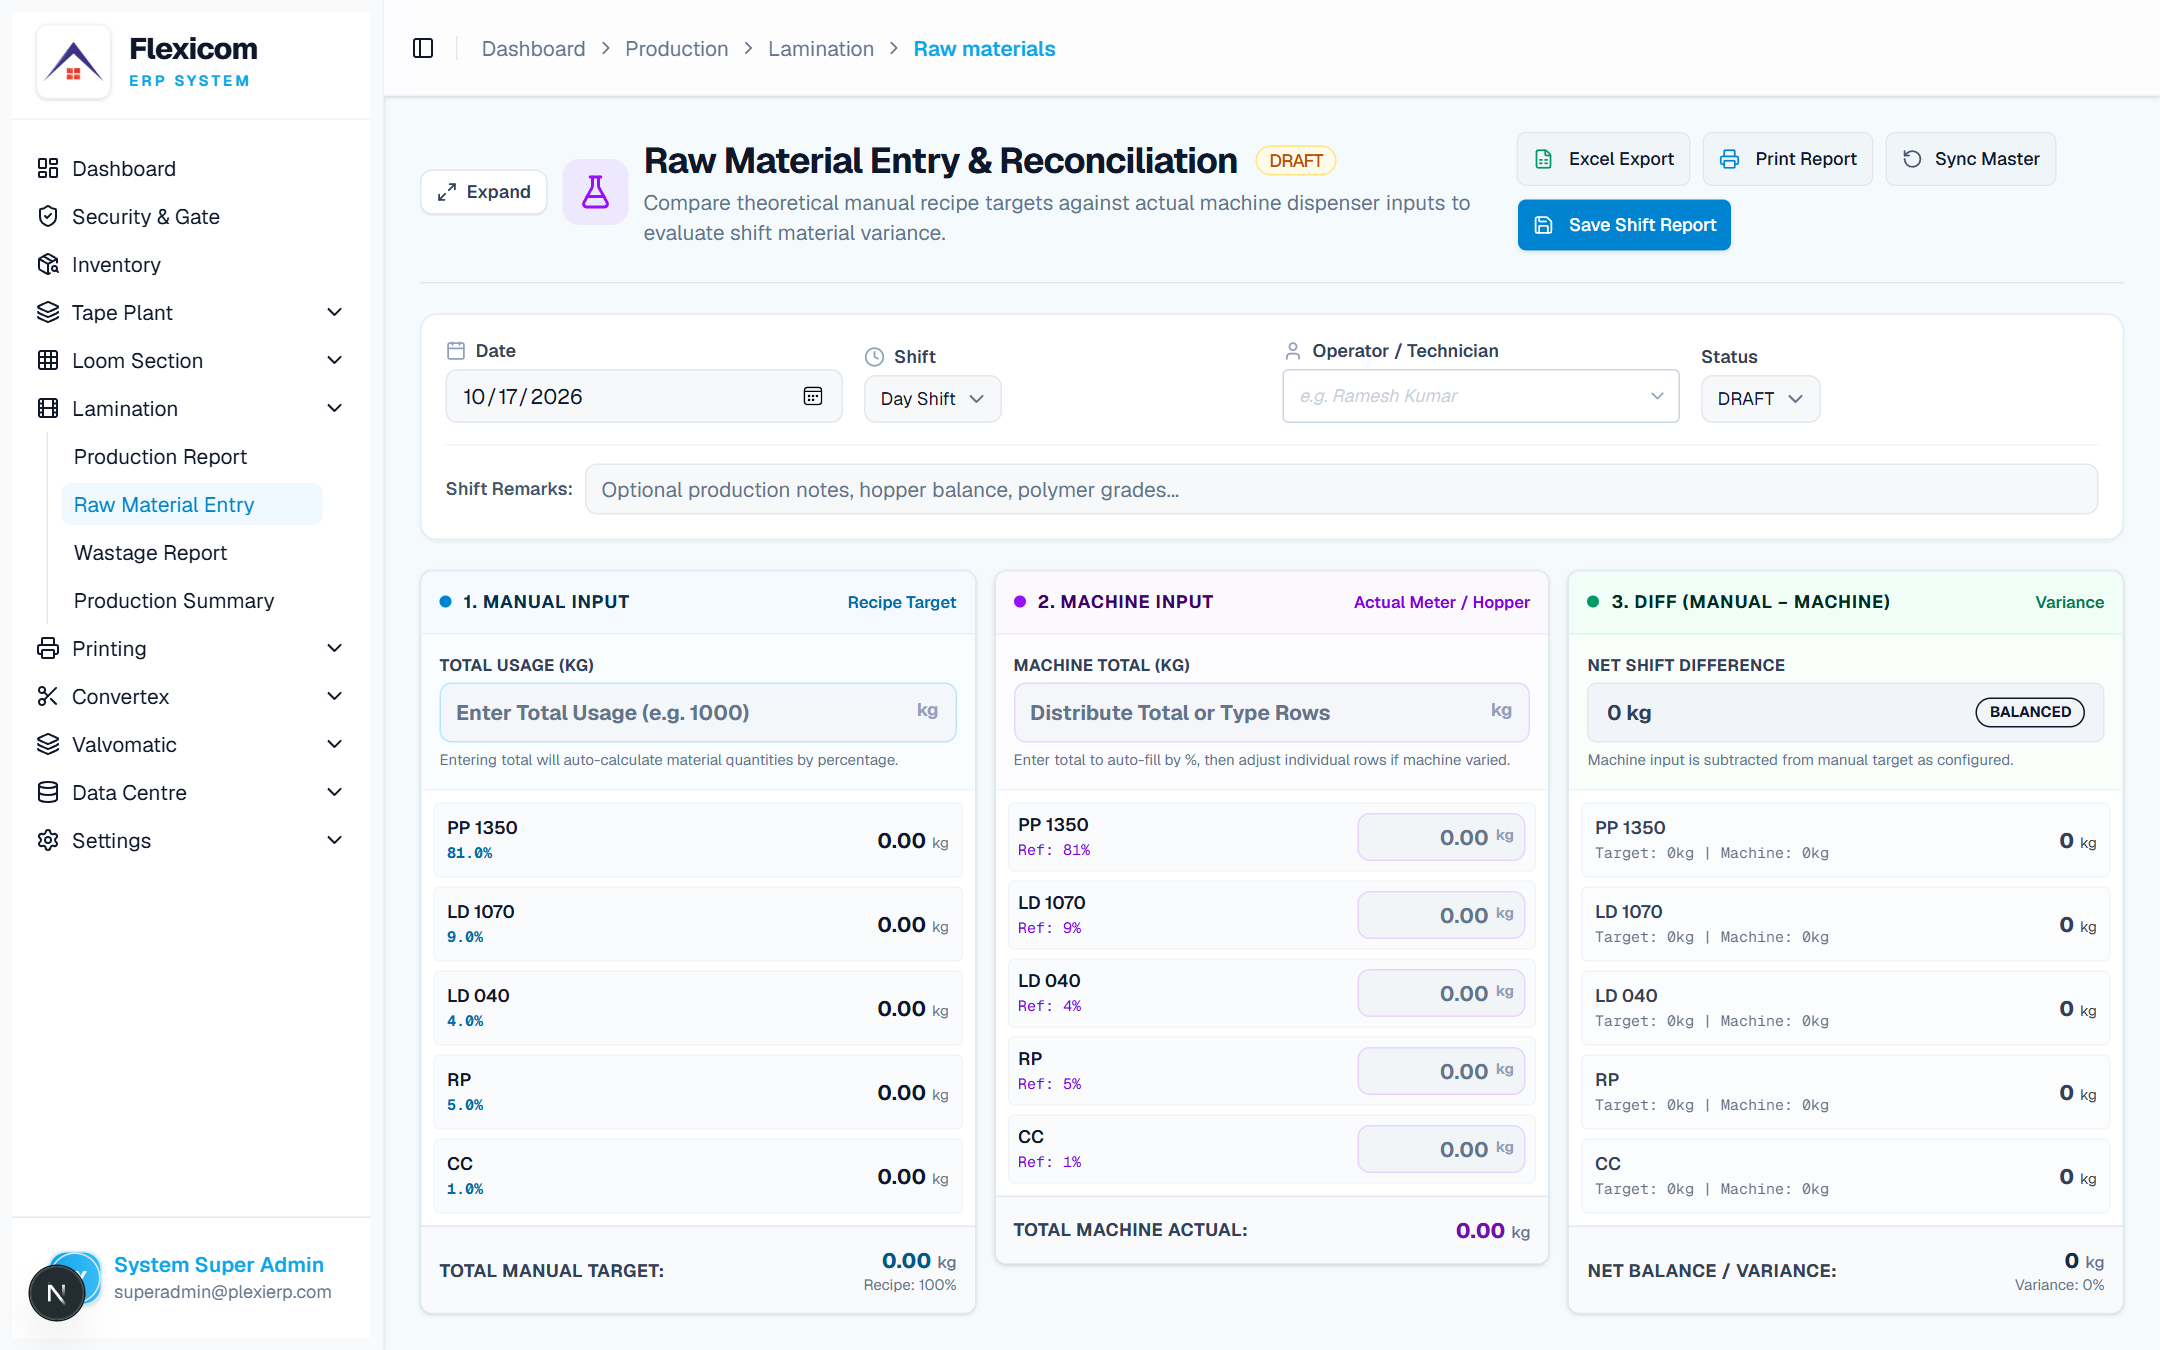 Flexicom
ERP SYSTEM
Dashboard
Security & Gate
Inventory
Tape Plant
Loom Section
Lamination
Production Report
Raw Material Entry
Wastage Report
Production Summary
Printing
Convertex
Valvomatic
Data Centre
Settings
System Super Admin
superadmin@plexierp.com
N
Dashboard > Production > Lamination > Raw materials
Expand
Raw Material Entry & Reconciliation
DRAFT
Compare theoretical manual recipe targets against actual machine dispenser inputs to
evaluate shift material variance.
Excel Export
Print Report
Sync Master
Save Shift Report
Date
10/17/2026
Shift
Day Shift
Operator / Technician
e.g. Ramesh Kumar
Status
DRAFT
Shift Remarks:
Optional production notes, hopper balance, polymer grades...
1. MANUAL INPUT
Recipe Target
TOTAL USAGE (KG)
Enter Total Usage (e.g. 1000)
kg
Entering total will auto-calculate material quantities by percentage.
PP 1350
81.0%
0.00 kg
LD 1070
9.0%
0.00 kg
LD 040
4.0%
0.00 kg
RP
5.0%
0.00 kg
CC
1.0%
0.00 kg
TOTAL MANUAL TARGET:
0.00 kg
Recipe: 100%
2. MACHINE INPUT
Actual Meter / Hopper
MACHINE TOTAL (KG)
Distribute Total or Type Rows
kg
Enter total to auto-fill by %, then adjust individual rows if machine varied.
PP 1350
Ref: 81%
0.00 kg
LD 1070
Ref: 9%
0.00 kg
LD 040
Ref: 4%
0.00 kg
RP
Ref: 5%
0.00 kg
CC
Ref: 1%
0.00 kg
TOTAL MACHINE ACTUAL:
0.00 kg
3. DIFF (MANUAL – MACHINE)
Variance
NET SHIFT DIFFERENCE
0 kg
BALANCED
Machine input is subtracted from manual target as configured.
PP 1350
Target: 0kg | Machine: 0kg
0 kg
LD 1070
Target: 0kg | Machine: 0kg
0 kg
LD 040
Target: 0kg | Machine: 0kg
0 kg
RP
Target: 0kg | Machine: 0kg
0 kg
CC
Target: 0kg | Machine: 0kg
0 kg
NET BALANCE / VARIANCE:
0 kg
Variance: 0%